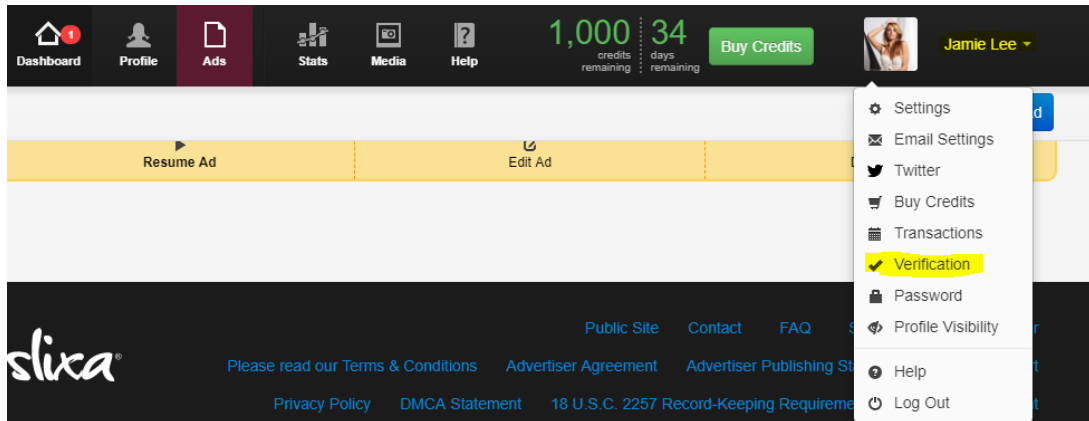 1
Dashboard Profile Ads Stats Media Help
1,000 credits remaining
34 days remaining
Buy Credits
Jamie Lee
Settings
Email Settings
Twitter
Buy Credits
Transactions
Verification
Password
Profile Visibility
Help
Log Out
Resume Ad Edit Ad
slixa®
Public Site Contact FAQ
Please read our Terms & Conditions Advertiser Agreement Advertiser Publishing
Privacy Policy DMCA Statement 18 U.S.C. 2257 Record-Keeping